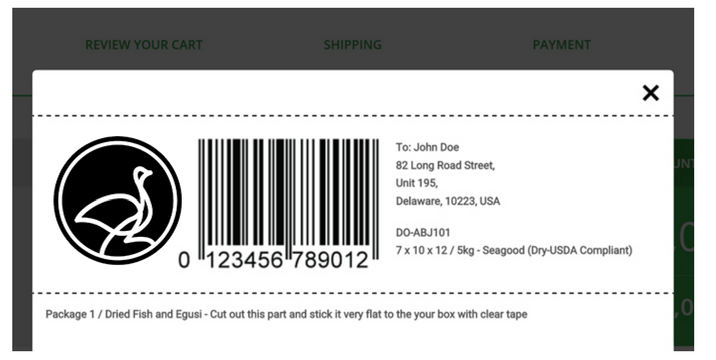 REVIEW YOUR CART
SHIPPING
PAYMENT
To: John Doe
82 Long Road Street,
Unit 195,
Delaware, 10223, USA
DO-ABJ101
7 x 10 x 12 / 5kg - Seagood (Dry-USDA Compliant)
0 123456 789012
Package 1 / Dried Fish and Egusi - Cut out this part and stick it very flat to the your box with clear tape